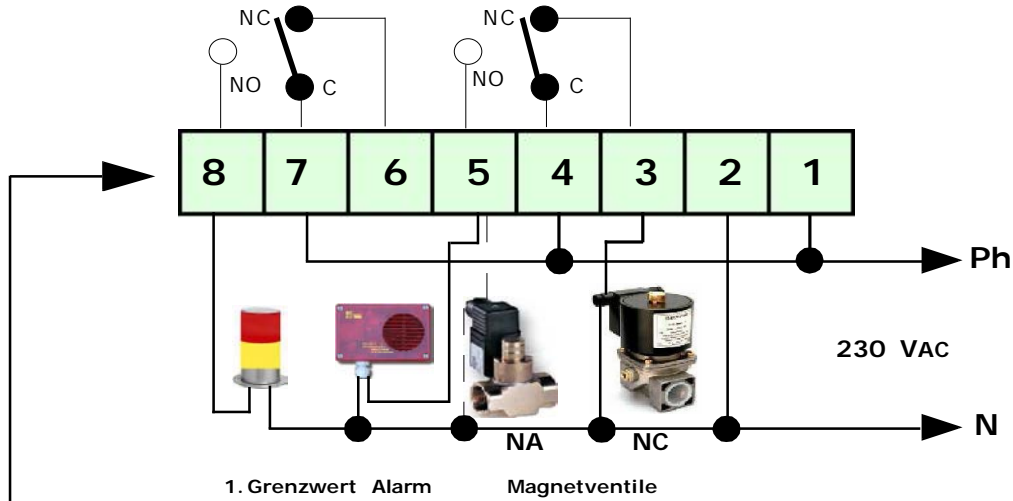 NC NC
NO C NO C
8 7 6 5 4 3 2 1
Ph
230 VAC
N
NA NC
1. Grenzwert Alarm Magnetventile